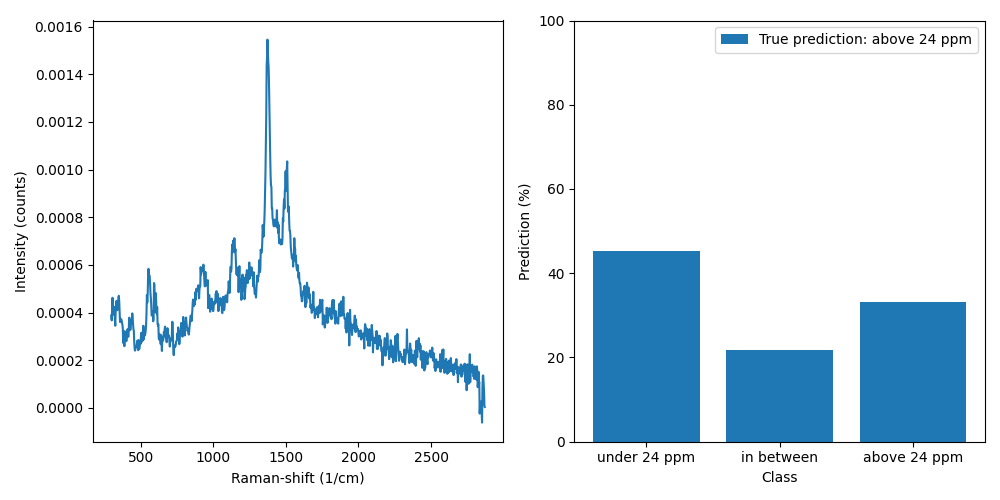 0.0016
0.0014
0.0012
0.0010
0.0008
0.0006
0.0004
0.0002
0.0000
Intensity (counts)
500 1000 1500 2000 2500
Raman-shift (1/cm)
100
80
60
40
20
0
Prediction (%)
True prediction: above 24 ppm
under 24 ppm in between above 24 ppm
Class